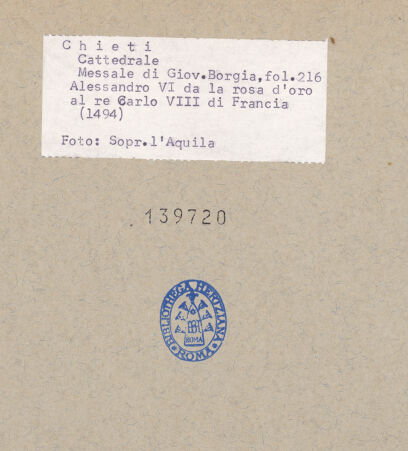 C h i e t i
Cattedrale
Messale di Giov.Borgia,fol.216
Alessandro VI da la rosa d'oro
al re Carlo VIII di Francia
(1494)
Foto: Sopr.l'Aquila
139720
BIBLIOTHECA HERTZIANA
ROMA
ROMA